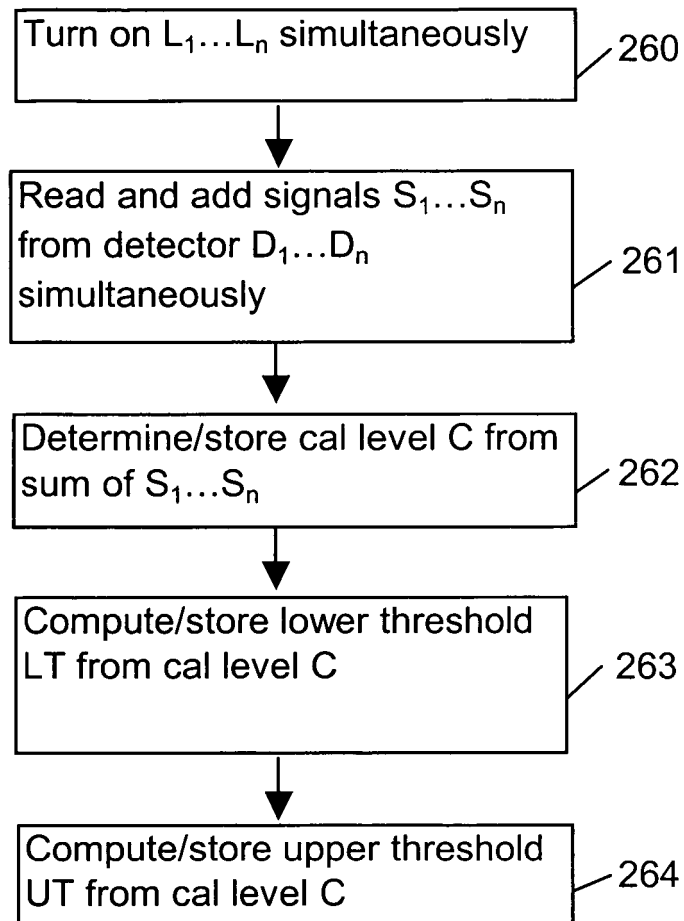 Turn on L₁...Lₙ simultaneously
260
Read and add signals S₁...Sₙ
from detector D₁...Dₙ
simultaneously
261
Determine/store cal level C from
sum of S₁...Sₙ
262
Compute/store lower threshold
LT from cal level C
263
Compute/store upper threshold
UT from cal level C
264